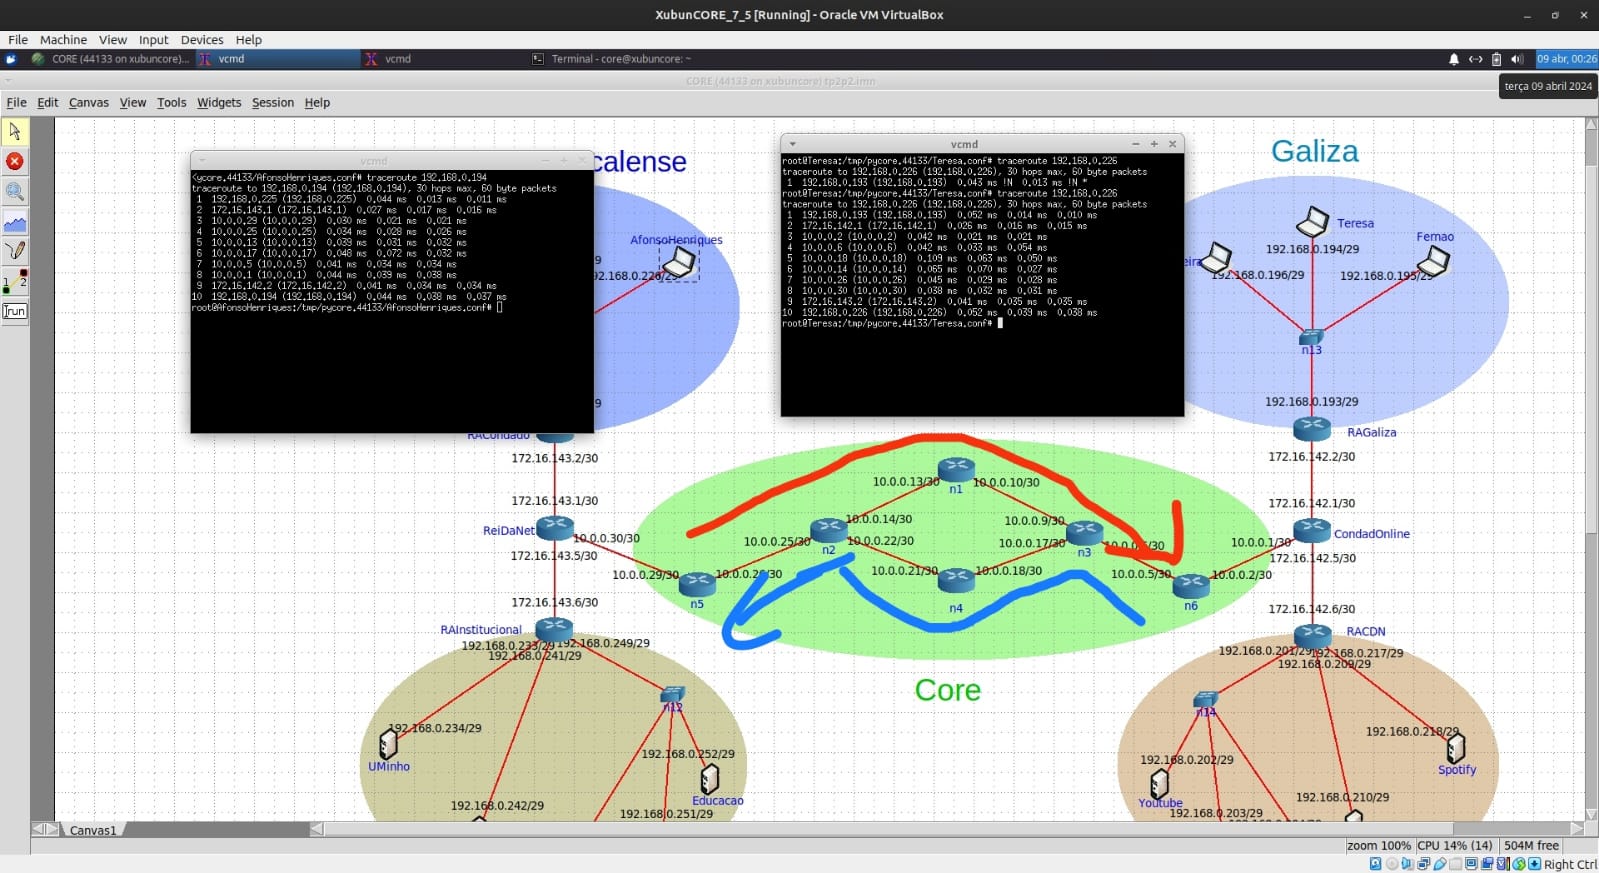 XubunCORE_7_5 [Running] - Oracle VM VirtualBox
File Machine View Input Devices Help
CORE (44133 on xubuncore)... vcmd vcmd Terminal - core@xubuncore: ~ 09 abr, 00:26
CORE (44133 on xubuncore) tp2p2.imn
terça 09 abril 2024
File Edit Canvas View Tools Widgets Session Help
vcmd
<ycore.44133/AfonsoHenriques.conf# traceroute 192.168.0.194
traceroute to 192.168.0.194 (192.168.0.194), 30 hops max, 60 byte packets
1 192.168.0.225 (192.168.0.225) 0.044 ms 0.013 ms 0.011 ms
2 172.16.143.1 (172.16.143.1) 0.027 ms 0.017 ms 0.016 ms
3 10.0.0.29 (10.0.0.29) 0.030 ms 0.021 ms 0.021 ms
4 10.0.0.25 (10.0.0.25) 0.034 ms 0.028 ms 0.026 ms
5 10.0.0.13 (10.0.0.13) 0.039 ms 0.031 ms 0.032 ms
6 10.0.0.17 (10.0.0.17) 0.048 ms 0.072 ms 0.032 ms
7 10.0.0.5 (10.0.0.5) 0.041 ms 0.034 ms 0.034 ms
8 10.0.0.1 (10.0.0.1) 0.044 ms 0.039 ms 0.038 ms
9 172.16.142.2 (172.16.142.2) 0.041 ms 0.034 ms 0.034 ms
10 192.168.0.194 (192.168.0.194) 0.044 ms 0.038 ms 0.037 ms
root@AfonsoHenriques:/tmp/pycore.44133/AfonsoHenriques.conf#
vcmd
root@Teresa:/tmp/pycore.44133/Teresa.conf# traceroute 192.168.0.226
traceroute to 192.168.0.226 (192.168.0.226), 30 hops max, 60 byte packets
1 192.168.0.193 (192.168.0.193) 0.043 ms !N 0.013 ms !N *
root@Teresa:/tmp/pycore.44133/Teresa.conf# traceroute 192.168.0.226
traceroute to 192.168.0.226 (192.168.0.226), 30 hops max, 60 byte packets
1 192.168.0.193 (192.168.0.193) 0.052 ms 0.014 ms 0.010 ms
2 172.16.142.1 (172.16.142.1) 0.026 ms 0.016 ms 0.015 ms
3 10.0.0.2 (10.0.0.2) 0.042 ms 0.021 ms 0.021 ms
4 10.0.0.6 (10.0.0.6) 0.042 ms 0.033 ms 0.054 ms
5 10.0.0.18 (10.0.0.18) 0.109 ms 0.063 ms 0.050 ms
6 10.0.0.14 (10.0.0.14) 0.065 ms 0.070 ms 0.027 ms
7 10.0.0.26 (10.0.0.26) 0.045 ms 0.029 ms 0.028 ms
8 10.0.0.30 (10.0.0.30) 0.038 ms 0.032 ms 0.031 ms
9 172.16.143.2 (172.16.143.2) 0.041 ms 0.035 ms 0.035 ms
10 192.168.0.226 (192.168.0.226) 0.052 ms 0.039 ms 0.038 ms
root@Teresa:/tmp/pycore.44133/Teresa.conf#
calense
AfonsoHenriques
Galiza
Teresa
192.168.0.194/29
Fernao
eira
192.168.0.196/29
192.168.0.195/29
n13
192.168.0.193/29
RAGaliza
172.16.142.2/30
172.16.142.1/30
CondadOnline
172.16.142.5/30
172.16.142.6/30
RACondado
172.16.143.2/30
172.16.143.1/30
ReiDaNet
10.0.0.30/30
172.16.143.5/30
172.16.143.6/30
RAInstitucional
10.0.0.29/30
n5
10.0.0.25/30
n2
10.0.0.14/30
10.0.0.22/30
10.0.0.13/30
n1
10.0.0.10/30
10.0.0.9/30
10.0.0.17/30
n3
10.0.0.21/30
10.0.0.18/30
n4
10.0.0.5/30
n6
10.0.0.1/30
10.0.0.2/30
Core
192.168.0.233/29
192.168.0.249/29
192.168.0.241/29
n12
192.168.0.234/29
UMinho
192.168.0.252/29
Educacao
192.168.0.242/29
192.168.0.251/29
RACDN
192.168.0.201/29
192.168.0.217/29
192.168.0.209/29
n14
192.168.0.202/29
Youtube
192.168.0.203/29
192.168.0.210/29
192.168.0.218/29
Spotify
run
Canvas1
zoom 100% CPU 14% (14) 504M free
Right Ctrl